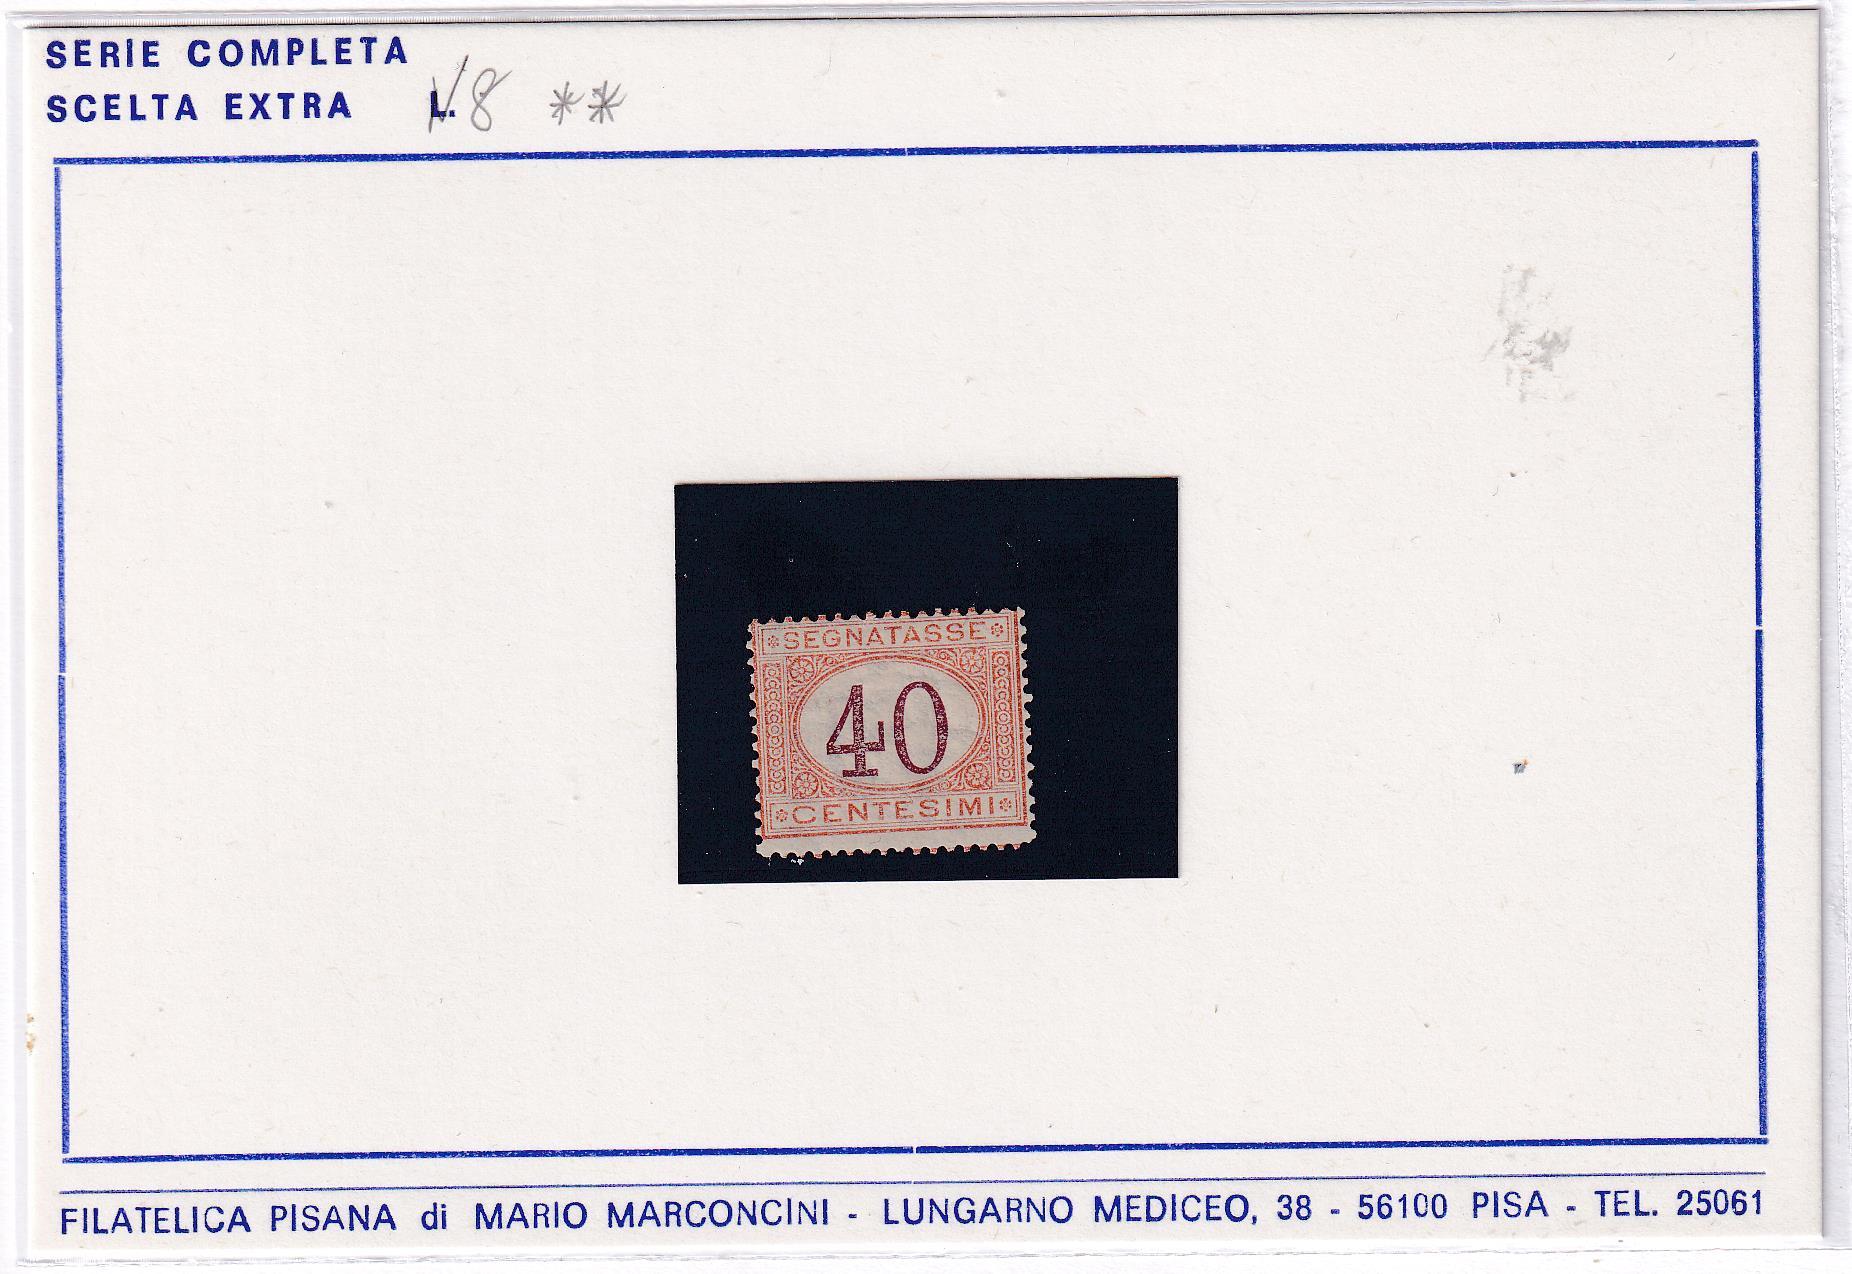 SERIE COMPLETA
SCELTA EXTRA L. N8 **
SEGNATASSE
40
CENTESIMI
FILATELICA PISANA di MARIO MARCONCINI - LUNGARNO MEDICEO, 38 - 56100 PISA - TEL. 25061